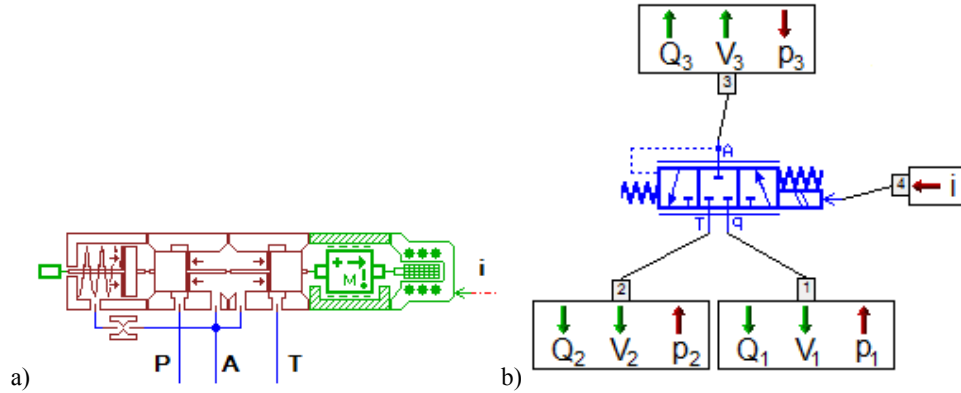 Q₃ V₃ p₃
3
A
4 i
T q
2 1
Q₂ V₂ p₂ Q₁ V₁ p₁
M
i
P A T
a) b)